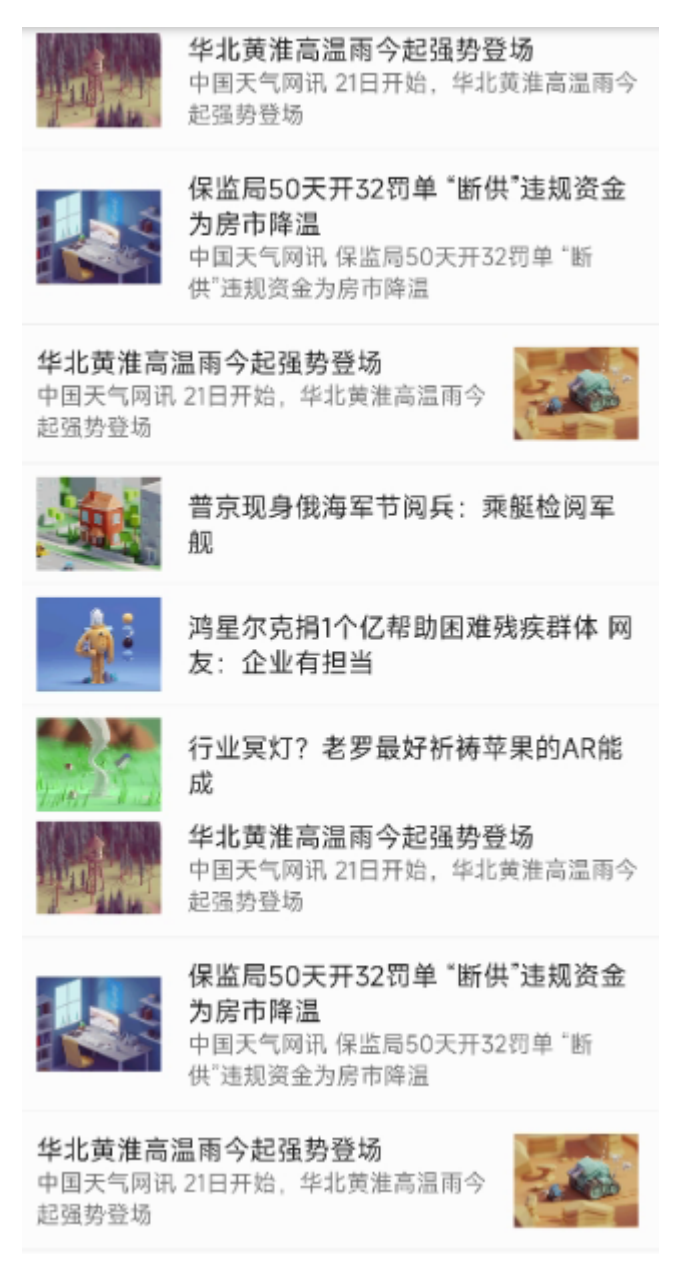 华北黄淮高温雨今起强势登场
中国天气网讯 21日开始，华北黄淮高温雨今
起强势登场
保监局50天开32罚单 “断供”违规资金
为房市降温
中国天气网讯 保监局50天开32罚单 “断
供”违规资金为房市降温
华北黄淮高温雨今起强势登场
中国天气网讯 21日开始，华北黄淮高温雨今
起强势登场
普京现身俄海军节阅兵：乘艇检阅军
舰
鸿星尔克捐1个亿帮助困难残疾群体 网
友：企业有担当
行业冥灯？老罗最好祈祷苹果的AR能
成
华北黄淮高温雨今起强势登场
中国天气网讯 21日开始，华北黄淮高温雨今
起强势登场
保监局50天开32罚单 “断供”违规资金
为房市降温
中国天气网讯 保监局50天开32罚单 “断
供”违规资金为房市降温
华北黄淮高温雨今起强势登场
中国天气网讯 21日开始，华北黄淮高温雨今
起强势登场